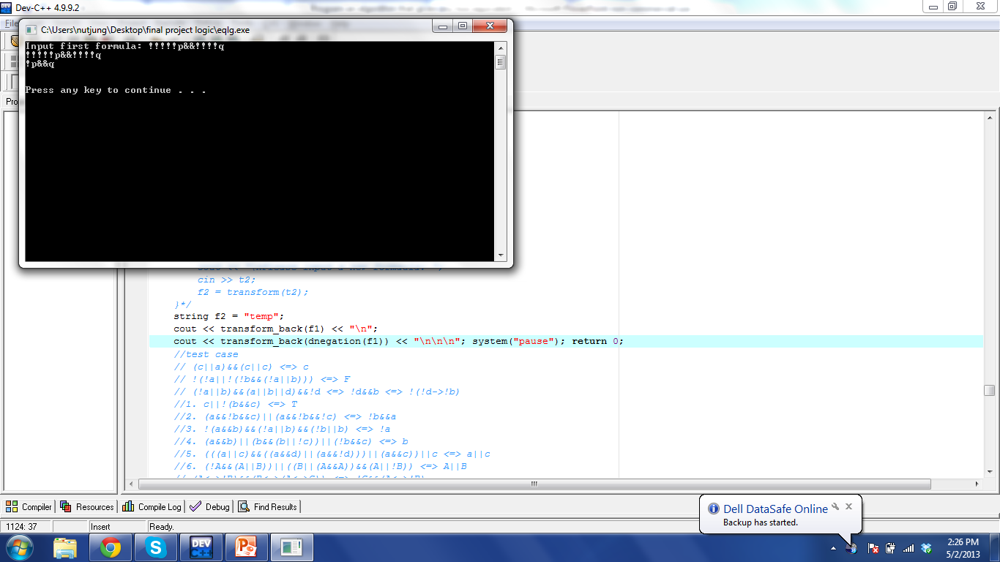 Dev-C++ 4.9.9.2
C:\Users\nutjung\Desktop\final project logic\eqlg.exe
Input first formula: !!!!!p&&!!!!q
!!!!!p&&!!!!q
!p&&q
Press any key to continue . . .
cin >> t2;
f2 = transform(t2);
}*/
string f2 = "temp";
cout << transform_back(f1) << "\n";
cout << transform_back(dnegation(f1)) << "\n\n\n"; system("pause"); return 0;
//test case
// (c||a)&&(c||c) <=> c
// !(!a||!(!b&&(!a||b))) <=> F
// (!a||b)&&(a||b||d)&&!d <=> !d&&b <=> !(!d->!b)
//1. c||!(b&&c) <=> T
//2. (a&&!b&&c)||(a&&!b&&!c) <=> !b&&a
//3. !(a&&b)&&(!a||b)&&(!b||b) <=> !a
//4. (a&&b)||(b&&(b||!c))||(!b&&c) <=> b
//5. (((a||c)&&((a&&d)||(a&&!d)))||(a&&c))||c <=> a||c
//6. (!A&&(A||B))||((B||(A&&A))&&(A||!B)) <=> A||B
Compiler
Resources
Compile Log
Debug
Find Results
1124: 37
Insert
Ready.
Dell DataSafe Online
Backup has started.
DEV C++
2:26 PM
5/2/2013